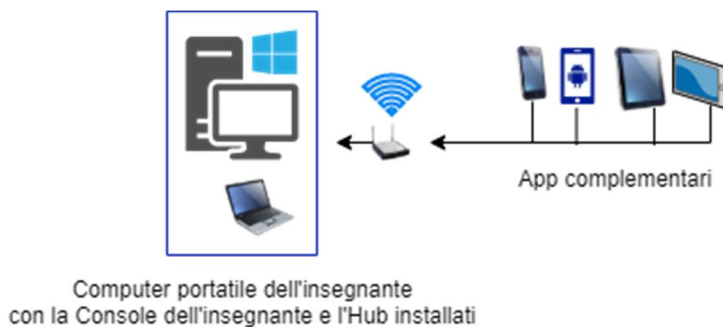 App complementari
Computer portatile dell'insegnante
con la Console dell'insegnante e l'Hub installati